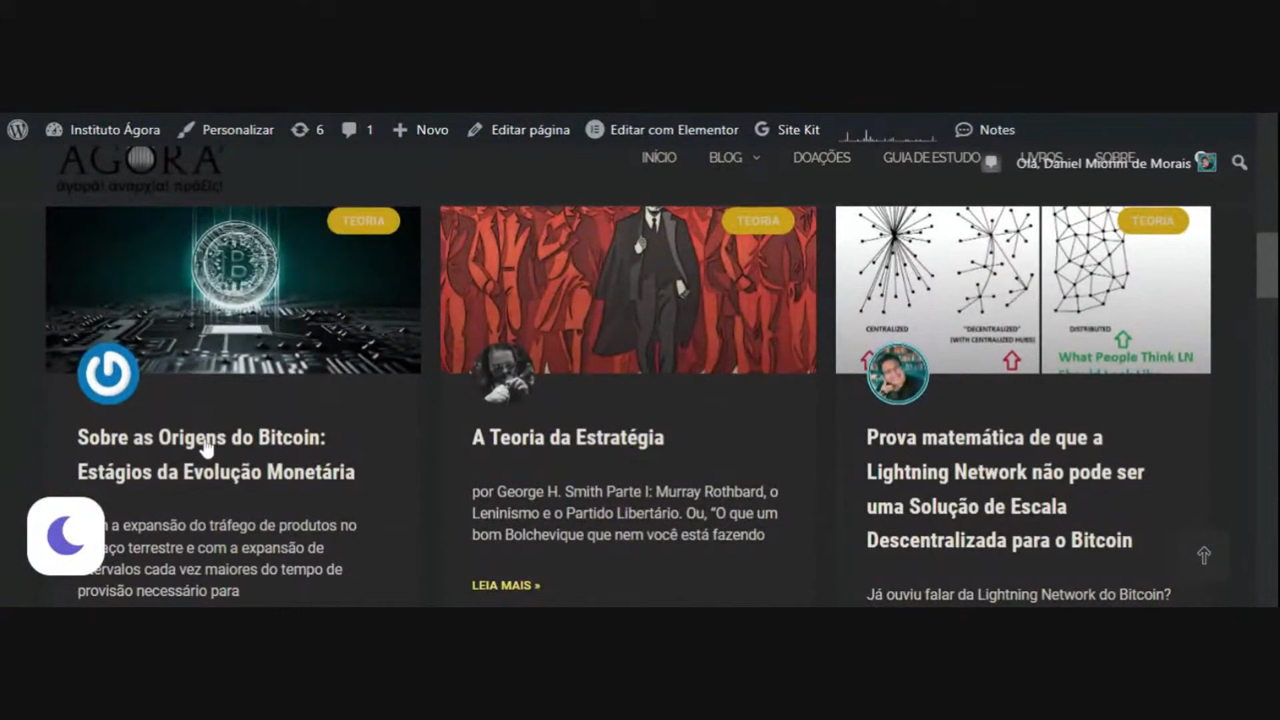 Instituto Ágora Personalizar 6 1 Novo Editar página Editar com Elementor Site Kit Notes
AGORA
INÍCIO BLOG DOAÇÕES GUIA DE ESTUDO LIVROS SOBRE
Olá, Daniel Miorim de Morais
αγορά! αναρχία! πράξις!
TEORIA
TEORIA
TEORIA
CENTRALIZED
"DECENTRALIZED"
(WITH CENTRALIZED HUBS)
DISTRIBUTED
What People Think LN
Sobre as Origens do Bitcoin:
Estágios da Evolução Monetária
a expansão do tráfego de produtos no
terrestre e com a expansão de
intervalos cada vez maiores do tempo de
provisão necessário para
A Teoria da Estratégia
por George H. Smith Parte I: Murray Rothbard, o
Leninismo e o Partido Libertário. Ou, “O que um
bom Bolchevique que nem você está fazendo
LEIA MAIS »
Prova matemática de que a
Lightning Network não pode ser
uma Solução de Escala
Descentralizada para o Bitcoin
Já ouviu falar da Lightning Network do Bitcoin?